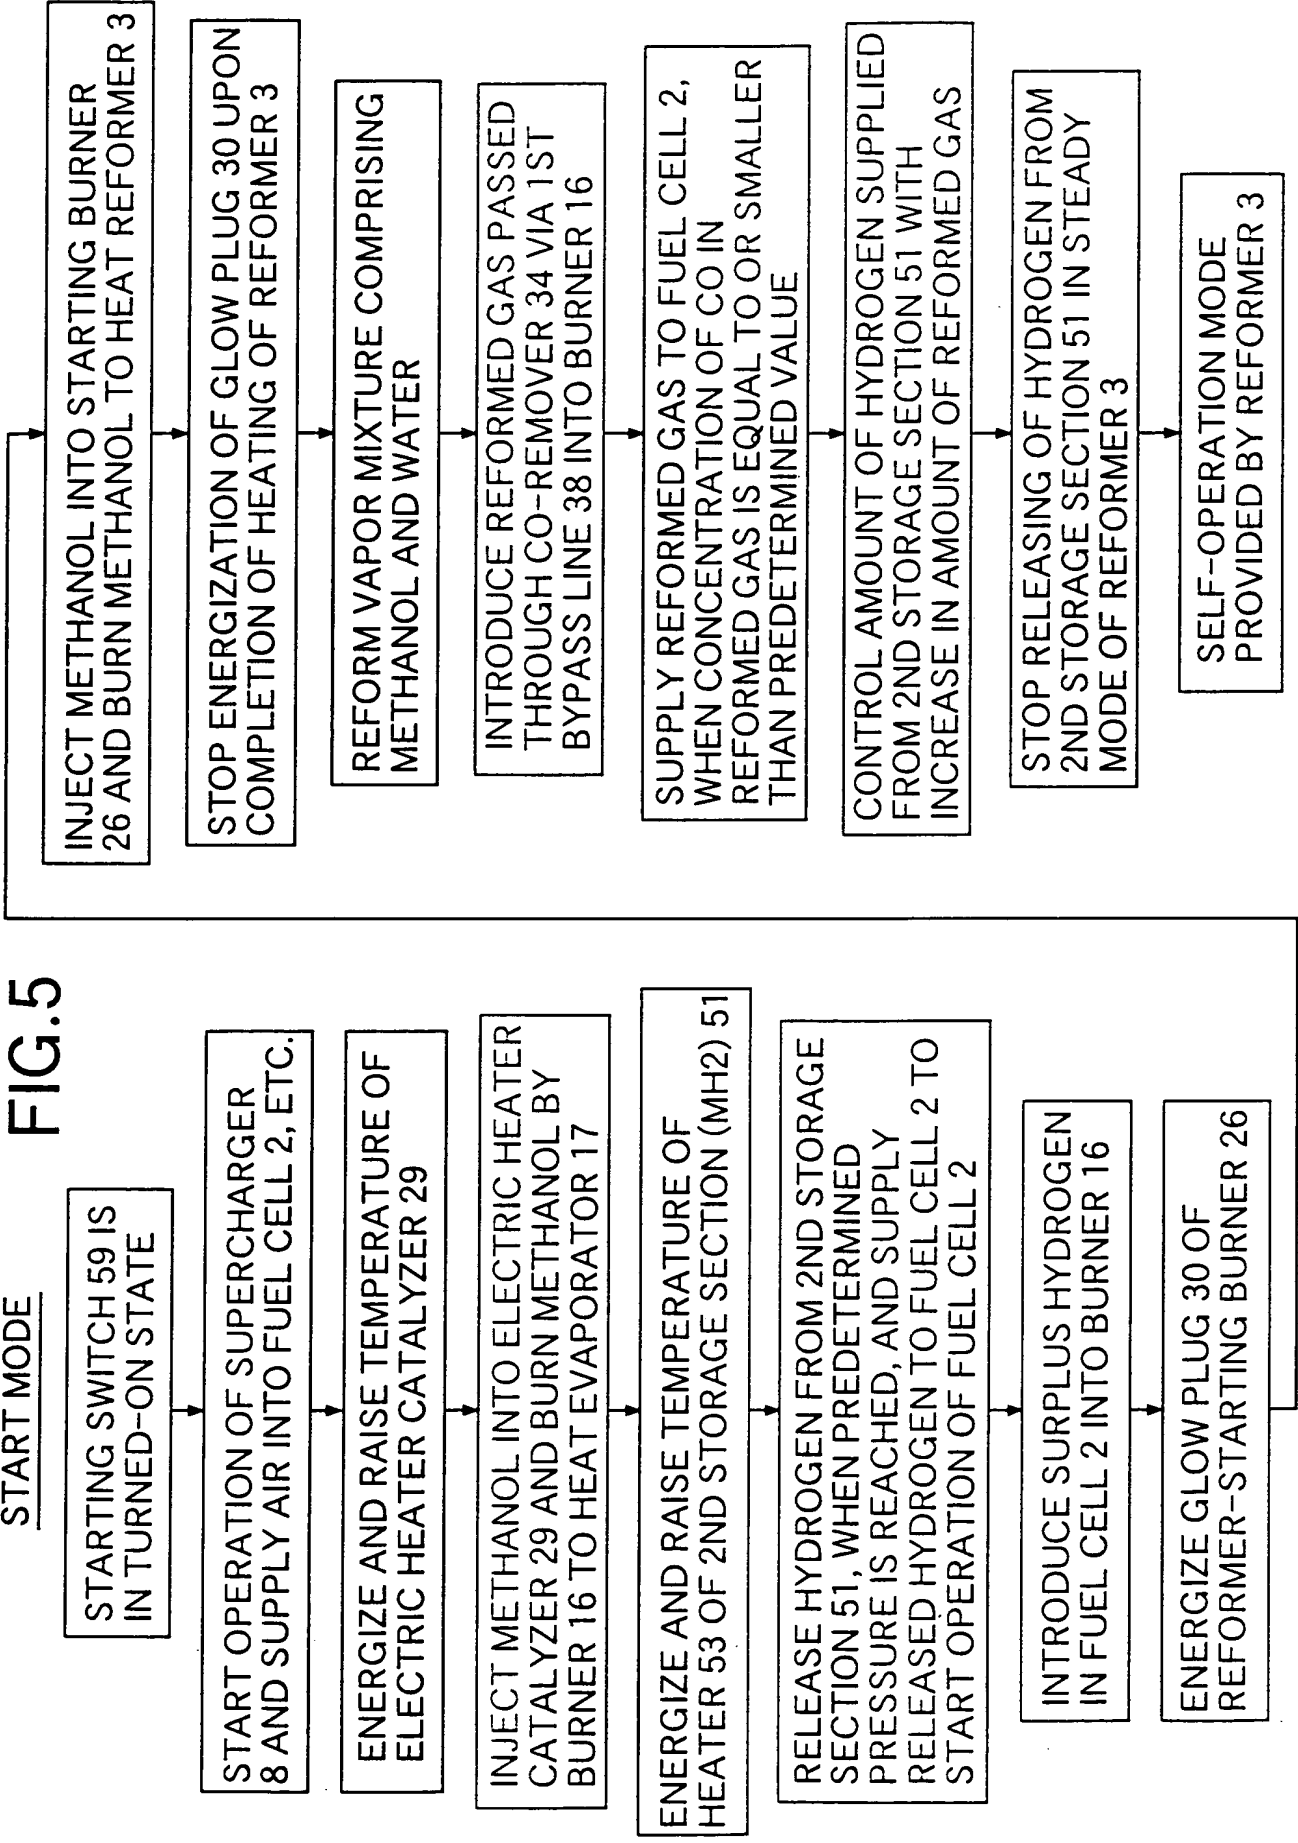 FIG.5
START MODE
STARTING SWITCH 59 IS
IN TURNED-ON STATE
START OPERATION OF SUPERCHARGER
8 AND SUPPLY AIR INTO FUEL CELL 2, ETC.
ENERGIZE AND RAISE TEMPERATURE OF
ELECTRIC HEATER CATALYZER 29
INJECT METHANOL INTO ELECTRIC HEATER
CATALYZER 29 AND BURN METHANOL BY
BURNER 16 TO HEAT EVAPORATOR 17
ENERGIZE AND RAISE TEMPERATURE OF
HEATER 53 OF 2ND STORAGE SECTION (MH2) 51
RELEASE HYDROGEN FROM 2ND STORAGE
SECTION 51, WHEN PREDETERMINED
PRESSURE IS REACHED, AND SUPPLY
RELEASED HYDROGEN TO FUEL CELL 2 TO
START OPERATION OF FUEL CELL 2
INTRODUCE SURPLUS HYDROGEN
IN FUEL CELL 2 INTO BURNER 16
ENERGIZE GLOW PLUG 30 OF
REFORMER-STARTING BURNER 26
INJECT METHANOL INTO STARTING BURNER
26 AND BURN METHANOL TO HEAT REFORMER 3
STOP ENERGIZATION OF GLOW PLUG 30 UPON
COMPLETION OF HEATING OF REFORMER 3
REFORM VAPOR MIXTURE COMPRISING
METHANOL AND WATER
INTRODUCE REFORMED GAS PASSED
THROUGH CO-REMOVER 34 VIA 1ST
BYPASS LINE 38 INTO BURNER 16
SUPPLY REFORMED GAS TO FUEL CELL 2,
WHEN CONCENTRATION OF CO IN
REFORMED GAS IS EQUAL TO OR SMALLER
THAN PREDETERMINED VALUE
CONTROL AMOUNT OF HYDROGEN SUPPLIED
FROM 2ND STORAGE SECTION 51 WITH
INCREASE IN AMOUNT OF REFORMED GAS
STOP RELEASING OF HYDROGEN FROM
2ND STORAGE SECTION 51 IN STEADY
MODE OF REFORMER 3
SELF-OPERATION MODE
PROVIDED BY REFORMER 3